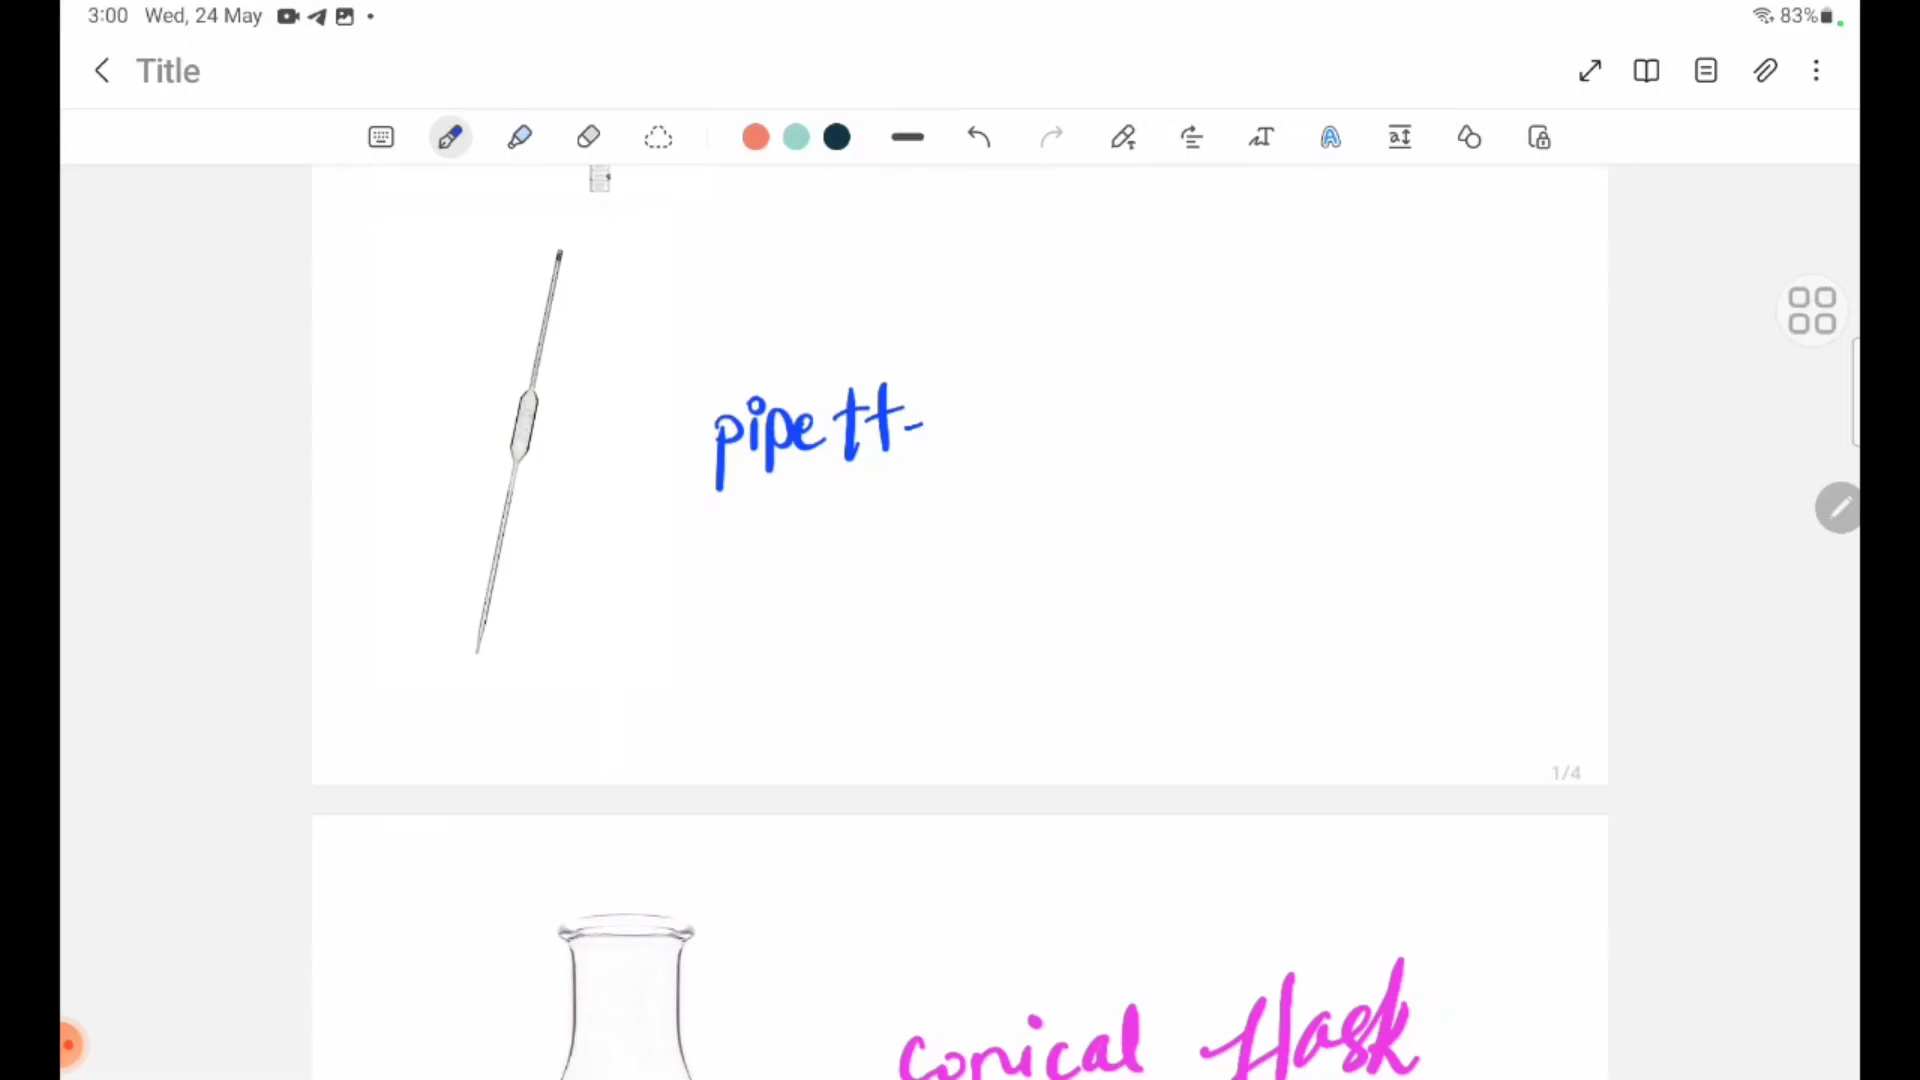 3:00 Wed, 24 May
83%
Title
pipett-
1/4
conical flask